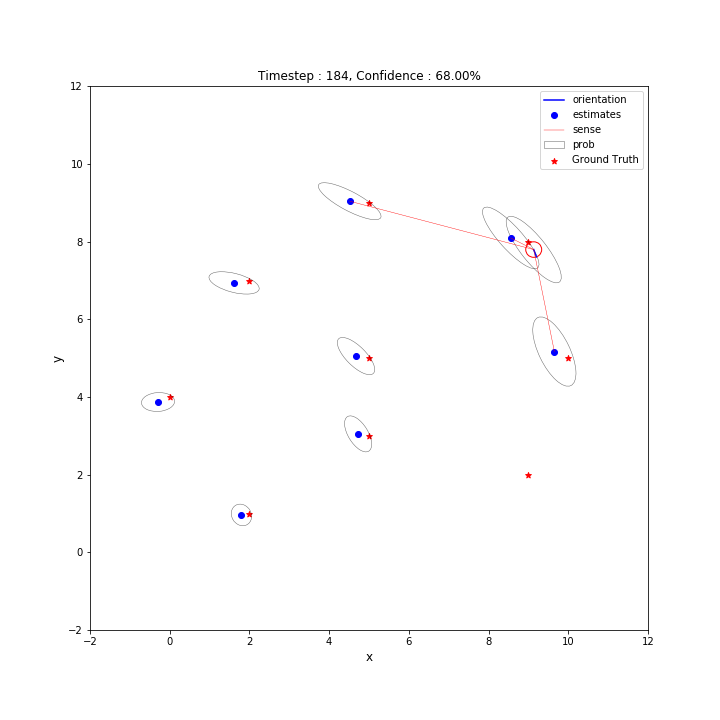 Timestep : 184, Confidence : 68.00%
12
10
8
6
4
2
0
−2
y
−2
0
2
4
6
8
10
12
x
orientation
estimates
sense
prob
Ground Truth